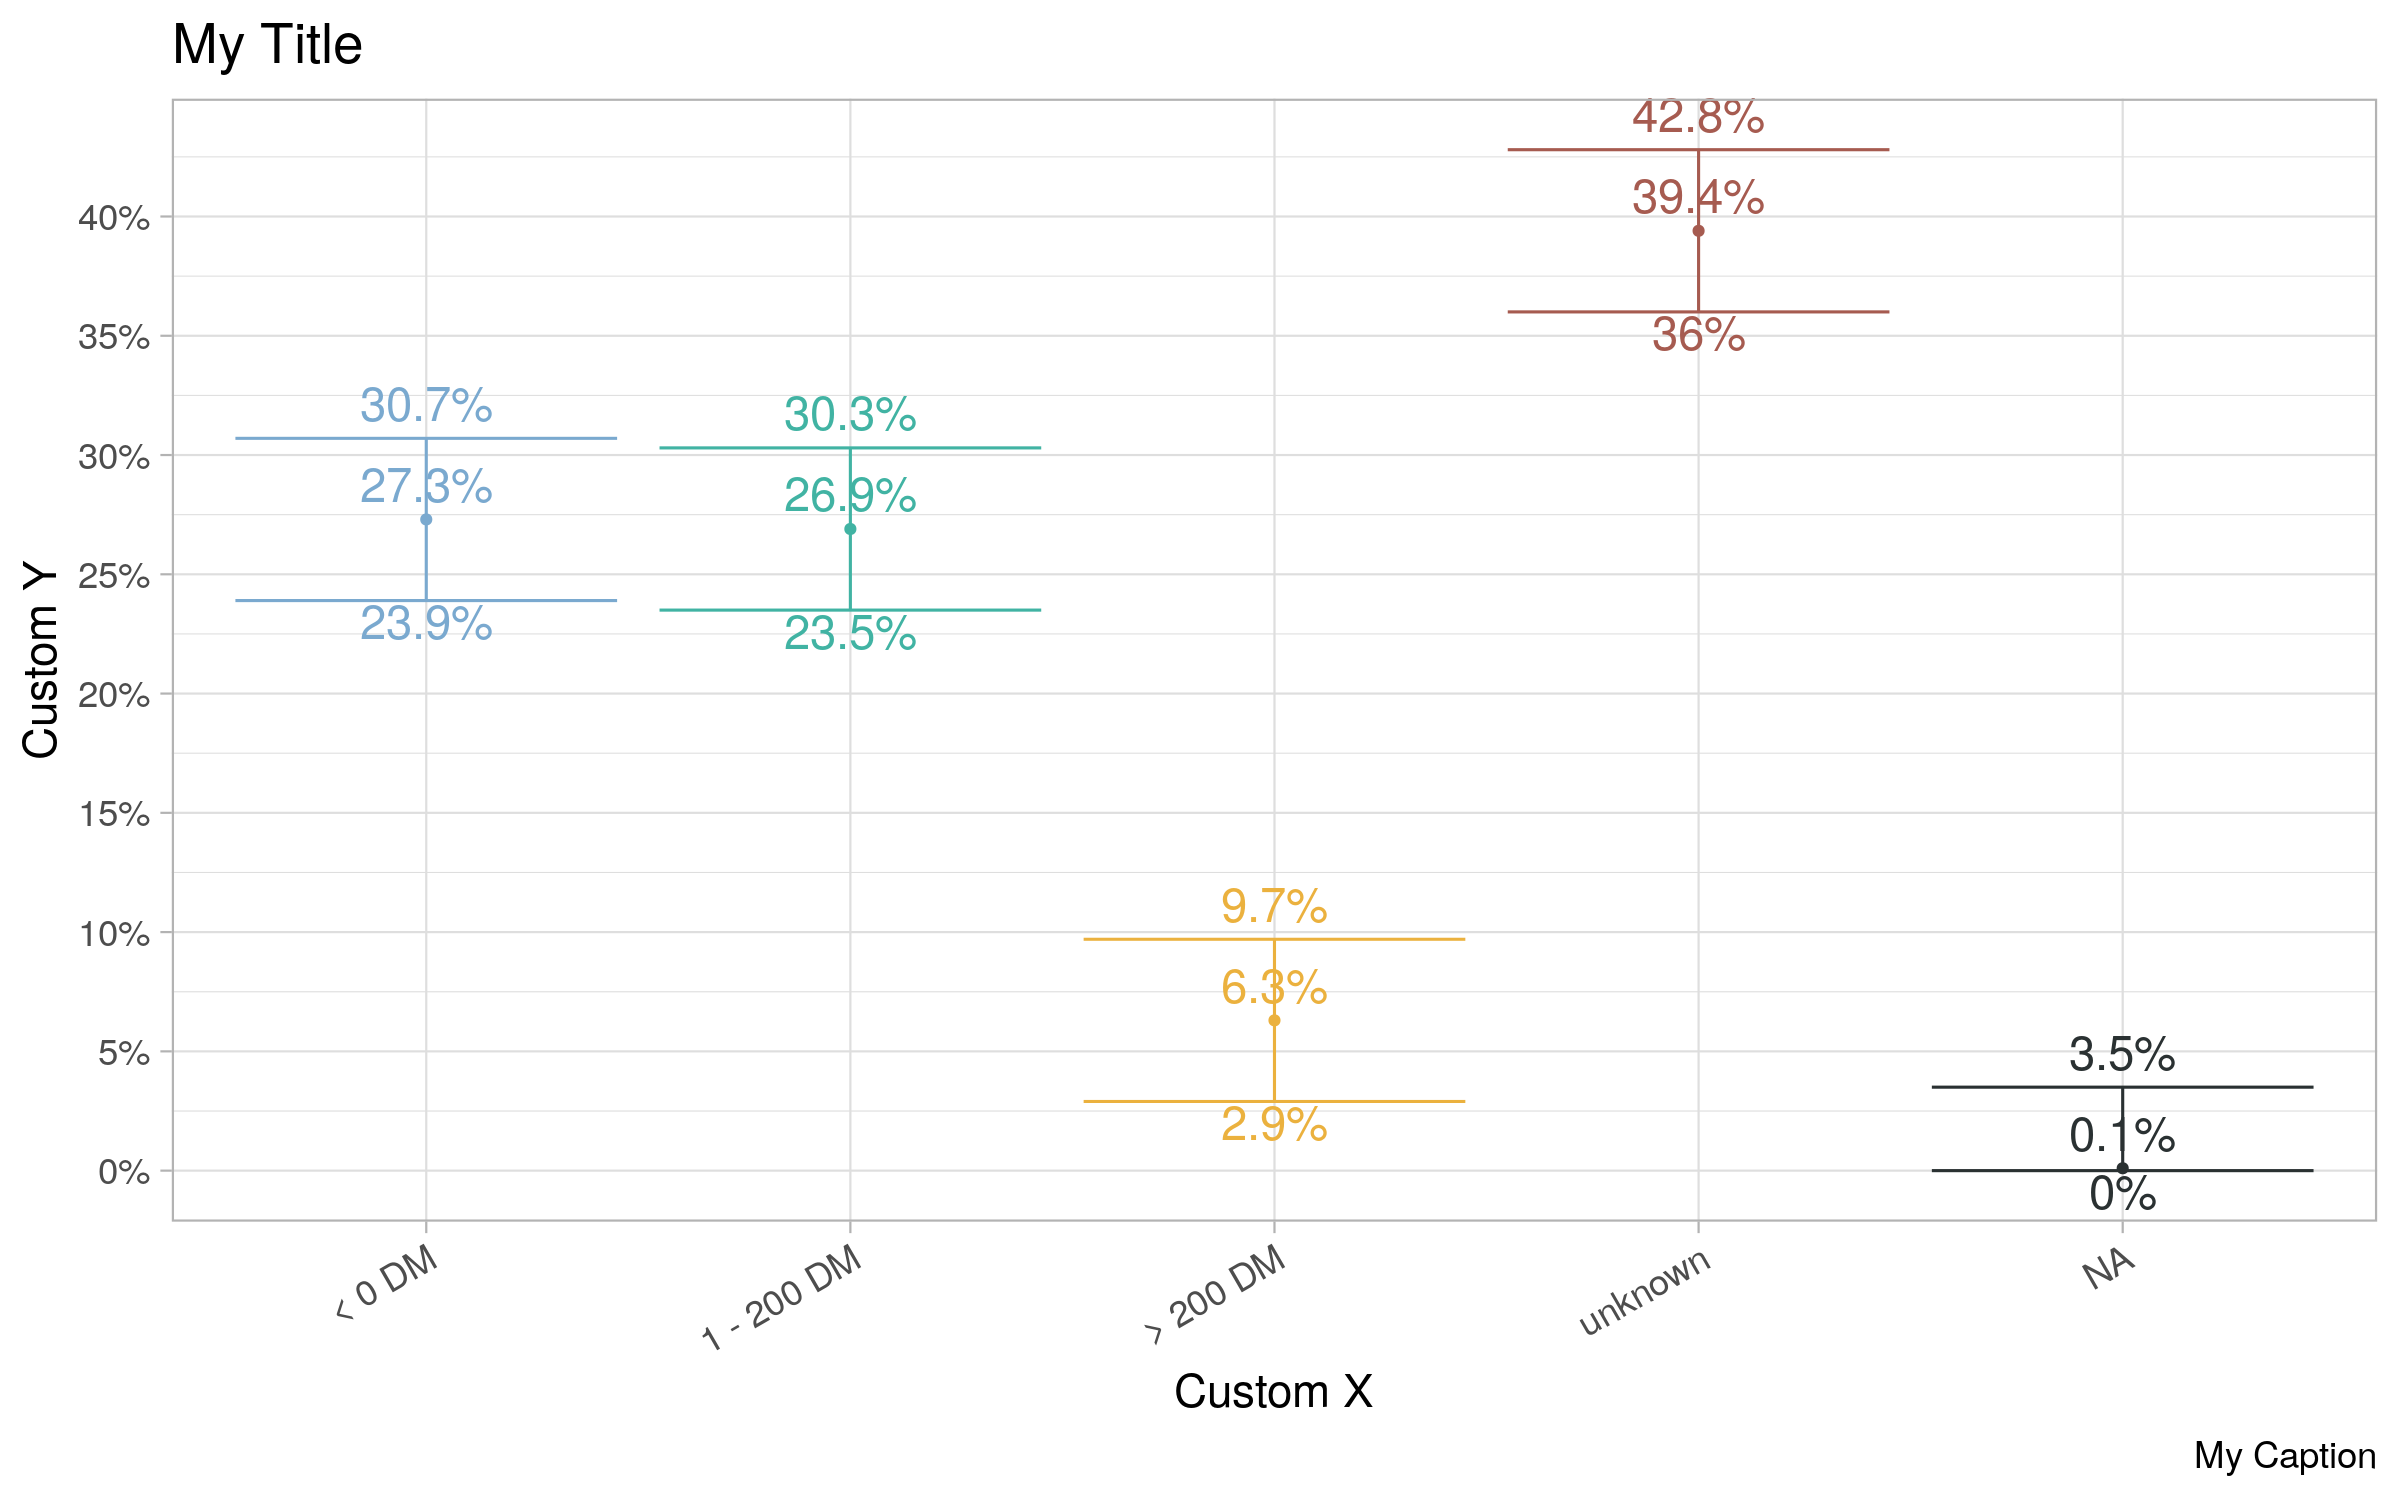 My Title
42.8%
39.4%
36%
30.7%
27.3%
23.9%
30.3%
26.9%
23.5%
9.7%
6.3%
2.9%
3.5%
0.1%
0%
Custom Y
40%
35%
30%
25%
20%
15%
10%
5%
0%
< 0 DM
1 - 200 DM
> 200 DM
unknown
NA
Custom X
My Caption